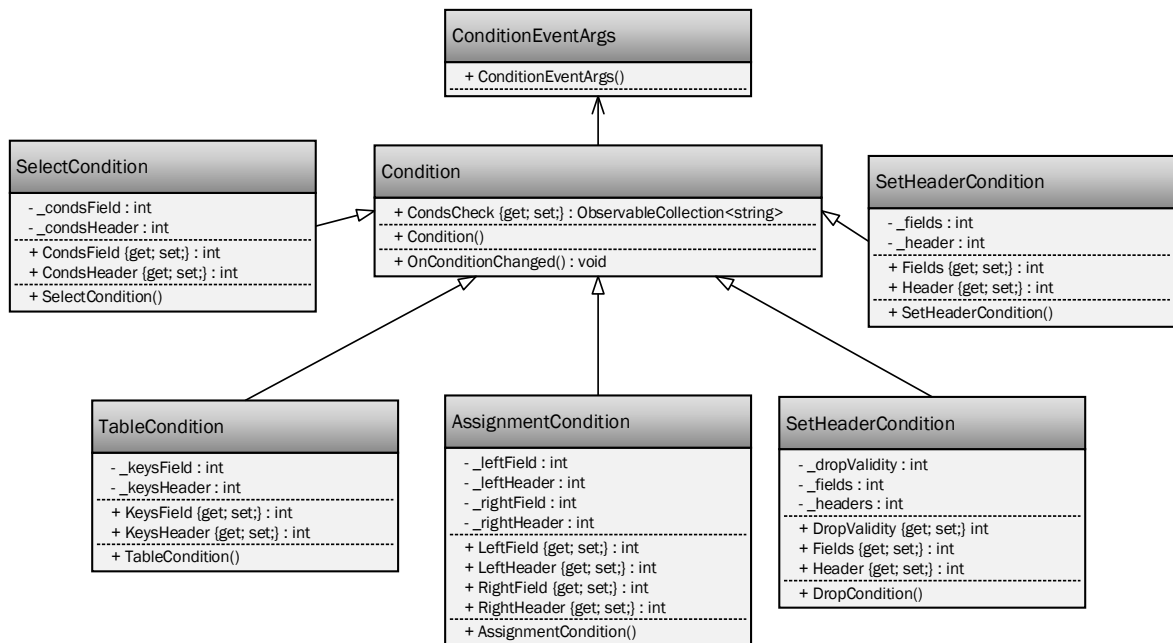 ConditionEventArgs
+ ConditionEventArgs()
SelectCondition
- _condsField : int
- _condsHeader : int
+ CondsField {get; set;} : int
+ CondsHeader {get; set;} : int
+ SelectCondition()
Condition
+ CondsCheck {get; set;} : ObservableCollection<string>
+ Condition()
+ OnConditionChanged() : void
SetHeaderCondition
- _fields : int
- _header : int
+ Fields {get; set;} : int
+ Header {get; set;} : int
+ SetHeaderCondition()
TableCondition
- _keysField : int
- _keysHeader : int
+ KeysField {get; set;} : int
+ KeysHeader {get; set;} : int
+ TableCondition()
AssignmentCondition
- _leftField : int
- _leftHeader : int
- _rightField : int
- _rightHeader : int
+ LeftField {get; set;} : int
+ LeftHeader {get; set;} : int
+ RightField {get; set;} : int
+ RightHeader {get; set;} : int
+ AssignmentCondition()
SetHeaderCondition
- _dropValidity : int
- _fields : int
- _headers : int
+ DropValidity {get; set;} int
+ Fields {get; set;} : int
+ Header {get; set;} : int
+ DropCondition()